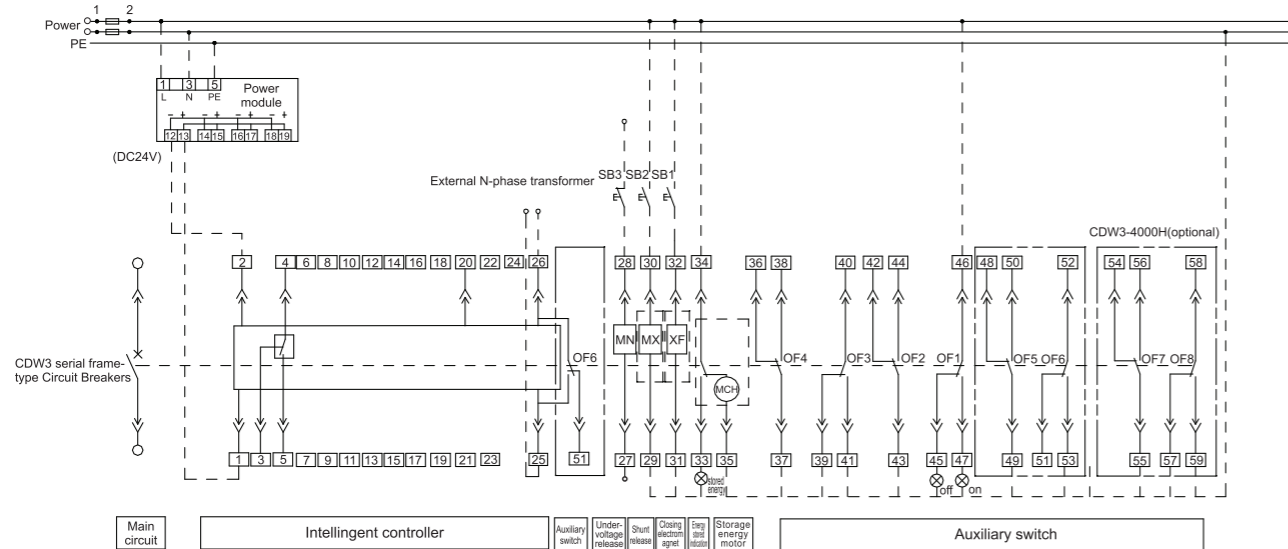 1 2
Power
PE
1 3 5
L N PE
Power
module
- + - + - + - +
12 13 14 15 16 17 18 19
(DC24V)
External N-phase transformer
SB3 SB2 SB1
E E E
CDW3-4000H(optional)
2 4 6 8 10 12 14 16 18 20 22 24 26 28 30 32 34 36 38 40 42 44 46 48 50 52 54 56 58
MN MX XF
CDW3 serial frame-
type Circuit Breakers
OF6 OF4 OF3 OF2 OF1 OF5 OF6 OF7 OF8
MCH
1 3 5 7 9 11 13 15 17 19 21 23 25 51 27 29 31 33 35 37 39 41 43 45 47 49 51 53 55 57 59
stored
energy
off on
Main
circuit
Intellingent controller
Auxiliary
switch
Under-
voltage
release
Shunt
release
Closing
electrom
agnet
Energy
stored
indication
Storage
energy
motor
Auxiliary switch